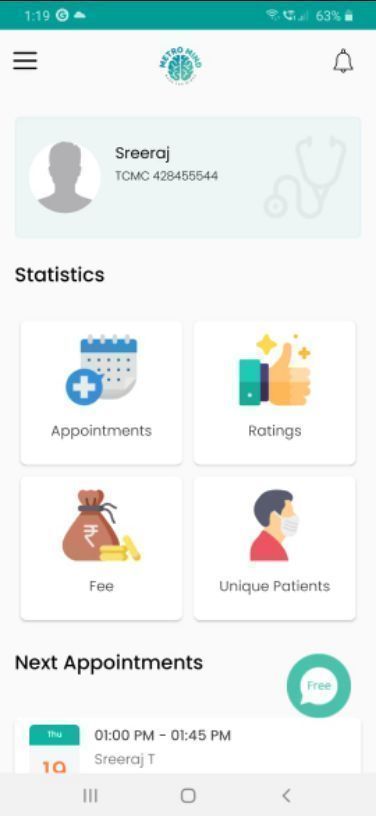 1:19 G 63%
METRO MIND
Sreeraj
TCMC 428455544
Statistics
Appointments
Ratings
₹
Fee
Unique Patients
Next Appointments
Free
Thu
01:00 PM - 01:45 PM
19
Sreeraj T